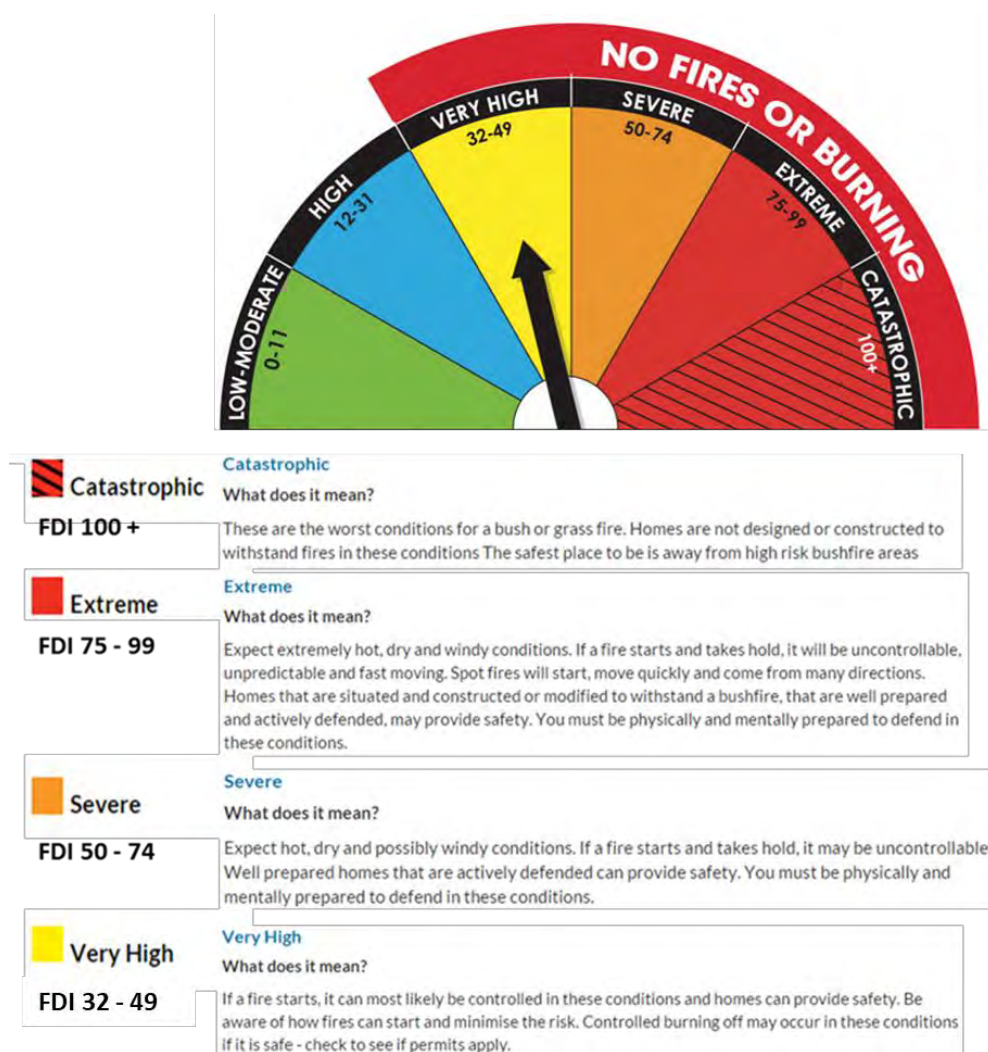 NO FIRES OR BURNING
LOW-MODERATE
0-11
HIGH
12-31
VERY HIGH
32-49
SEVERE
50-74
EXTREME
75-99
CATASTROPHIC
100+
Catastrophic
FDI 100 +
Catastrophic
What does it mean?
These are the worst conditions for a bush or grass fire. Homes are not designed or constructed to
withstand fires in these conditions The safest place to be is away from high risk bushfire areas
Extreme
FDI 75 - 99
Extreme
What does it mean?
Expect extremely hot, dry and windy conditions. If a fire starts and takes hold, it will be uncontrollable,
unpredictable and fast moving. Spot fires will start, move quickly and come from many directions.
Homes that are situated and constructed or modified to withstand a bushfire, that are well prepared
and actively defended, may provide safety. You must be physically and mentally prepared to defend in
these conditions.
Severe
FDI 50 - 74
Severe
What does it mean?
Expect hot, dry and possibly windy conditions. If a fire starts and takes hold, it may be uncontrollable
Well prepared homes that are actively defended can provide safety. You must be physically and
mentally prepared to defend in these conditions.
Very High
FDI 32 - 49
Very High
What does it mean?
If a fire starts, it can most likely be controlled in these conditions and homes can provide safety. Be
aware of how fires can start and minimise the risk. Controlled burning off may occur in these conditions
if it is safe - check to see if permits apply.